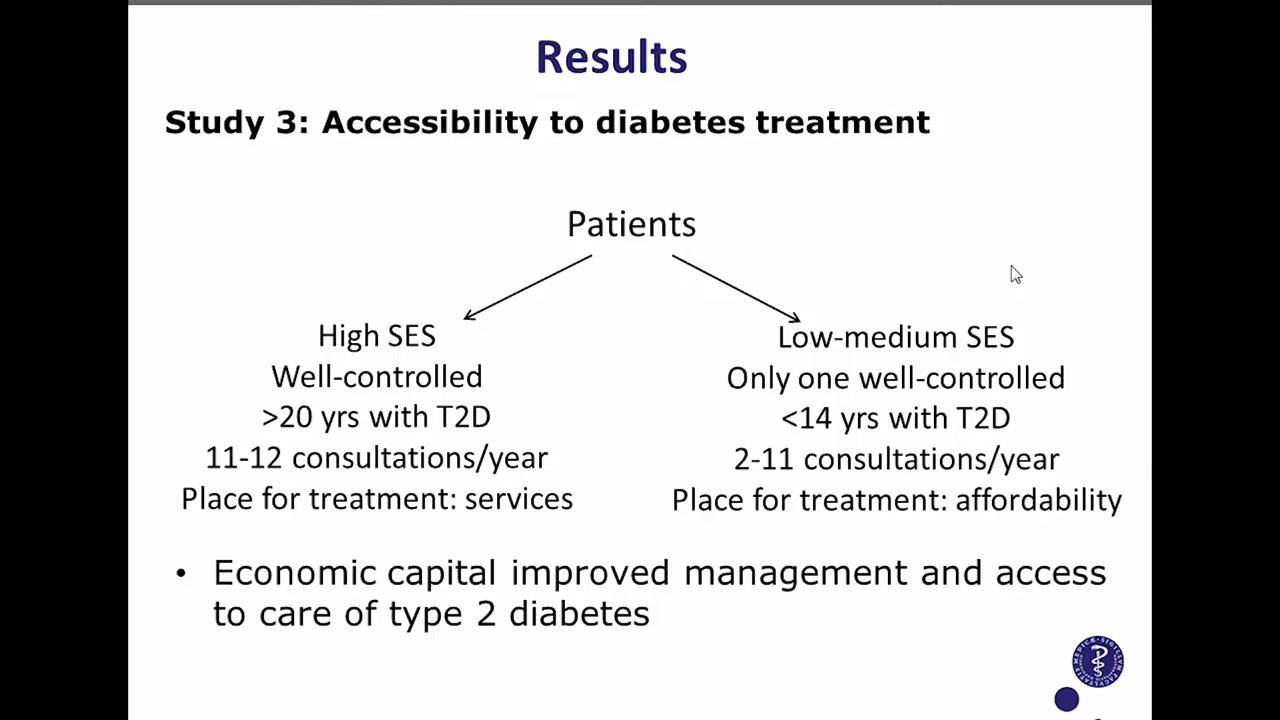 Results
Study 3: Accessibility to diabetes treatment
Patients
High SES
Well-controlled
>20 yrs with T2D
11-12 consultations/year
Place for treatment: services
Low-medium SES
Only one well-controlled
<14 yrs with T2D
2-11 consultations/year
Place for treatment: affordability
• Economic capital improved management and access
to care of type 2 diabetes